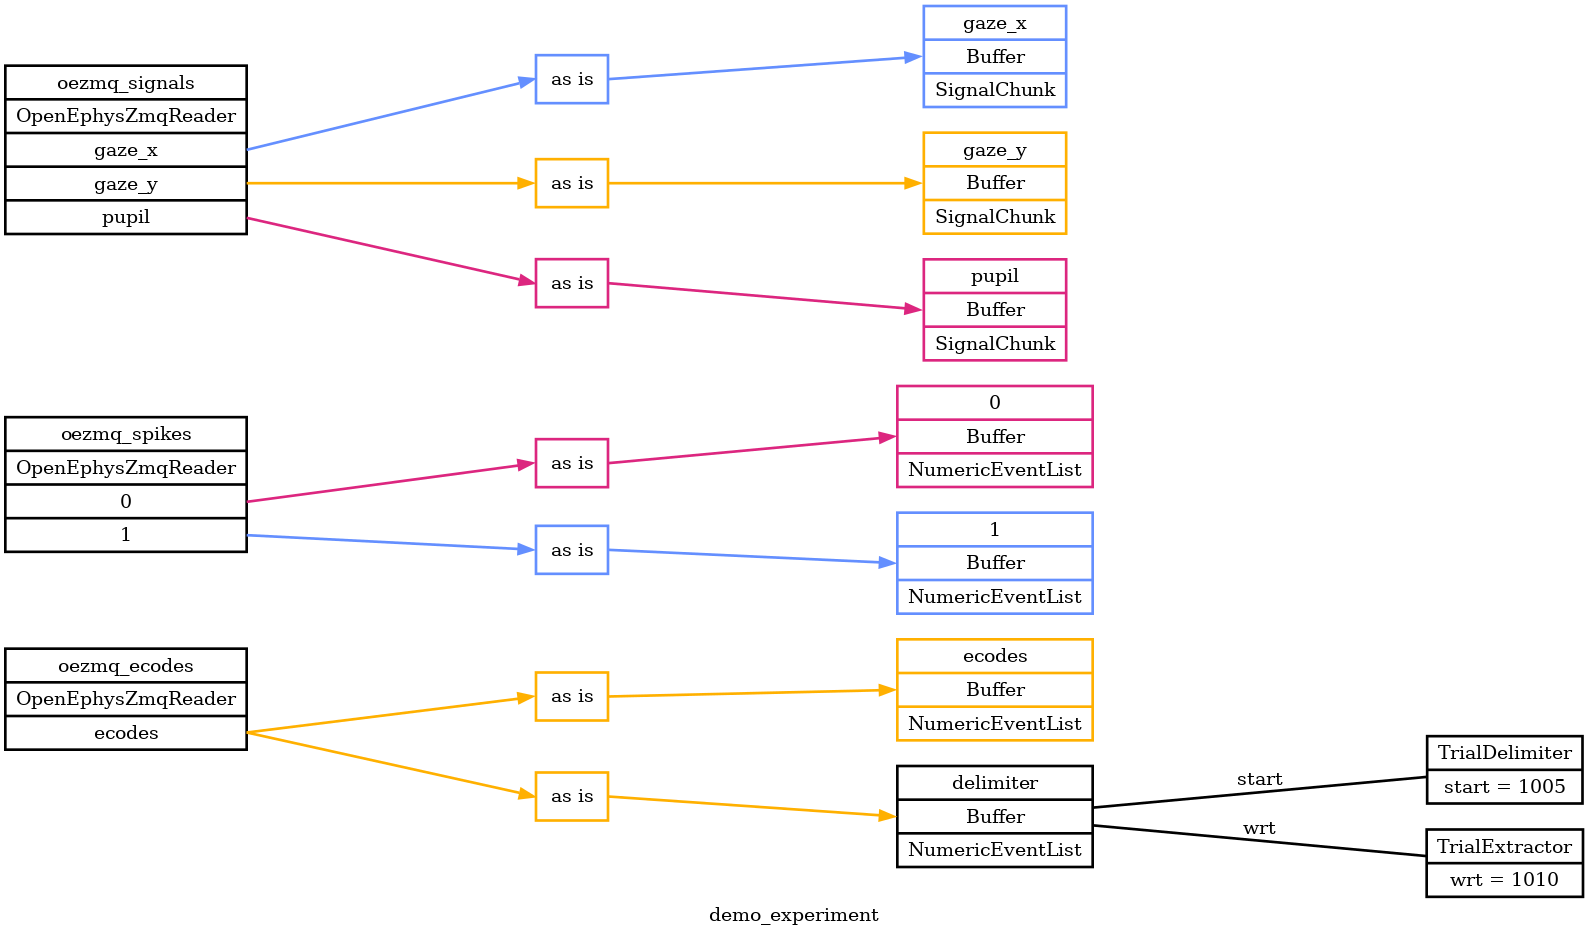 oezmq_signals
OpenEphysZmqReader
gaze_x
gaze_y
pupil
as is
gaze_x
Buffer
SignalChunk
as is
gaze_y
Buffer
SignalChunk
as is
pupil
Buffer
SignalChunk
oezmq_spikes
OpenEphysZmqReader
0
1
as is
0
Buffer
NumericEventList
as is
1
Buffer
NumericEventList
oezmq_ecodes
OpenEphysZmqReader
ecodes
as is
ecodes
Buffer
NumericEventList
as is
delimiter
Buffer
NumericEventList
start
TrialDelimiter
start = 1005
wrt
TrialExtractor
wrt = 1010
demo_experiment